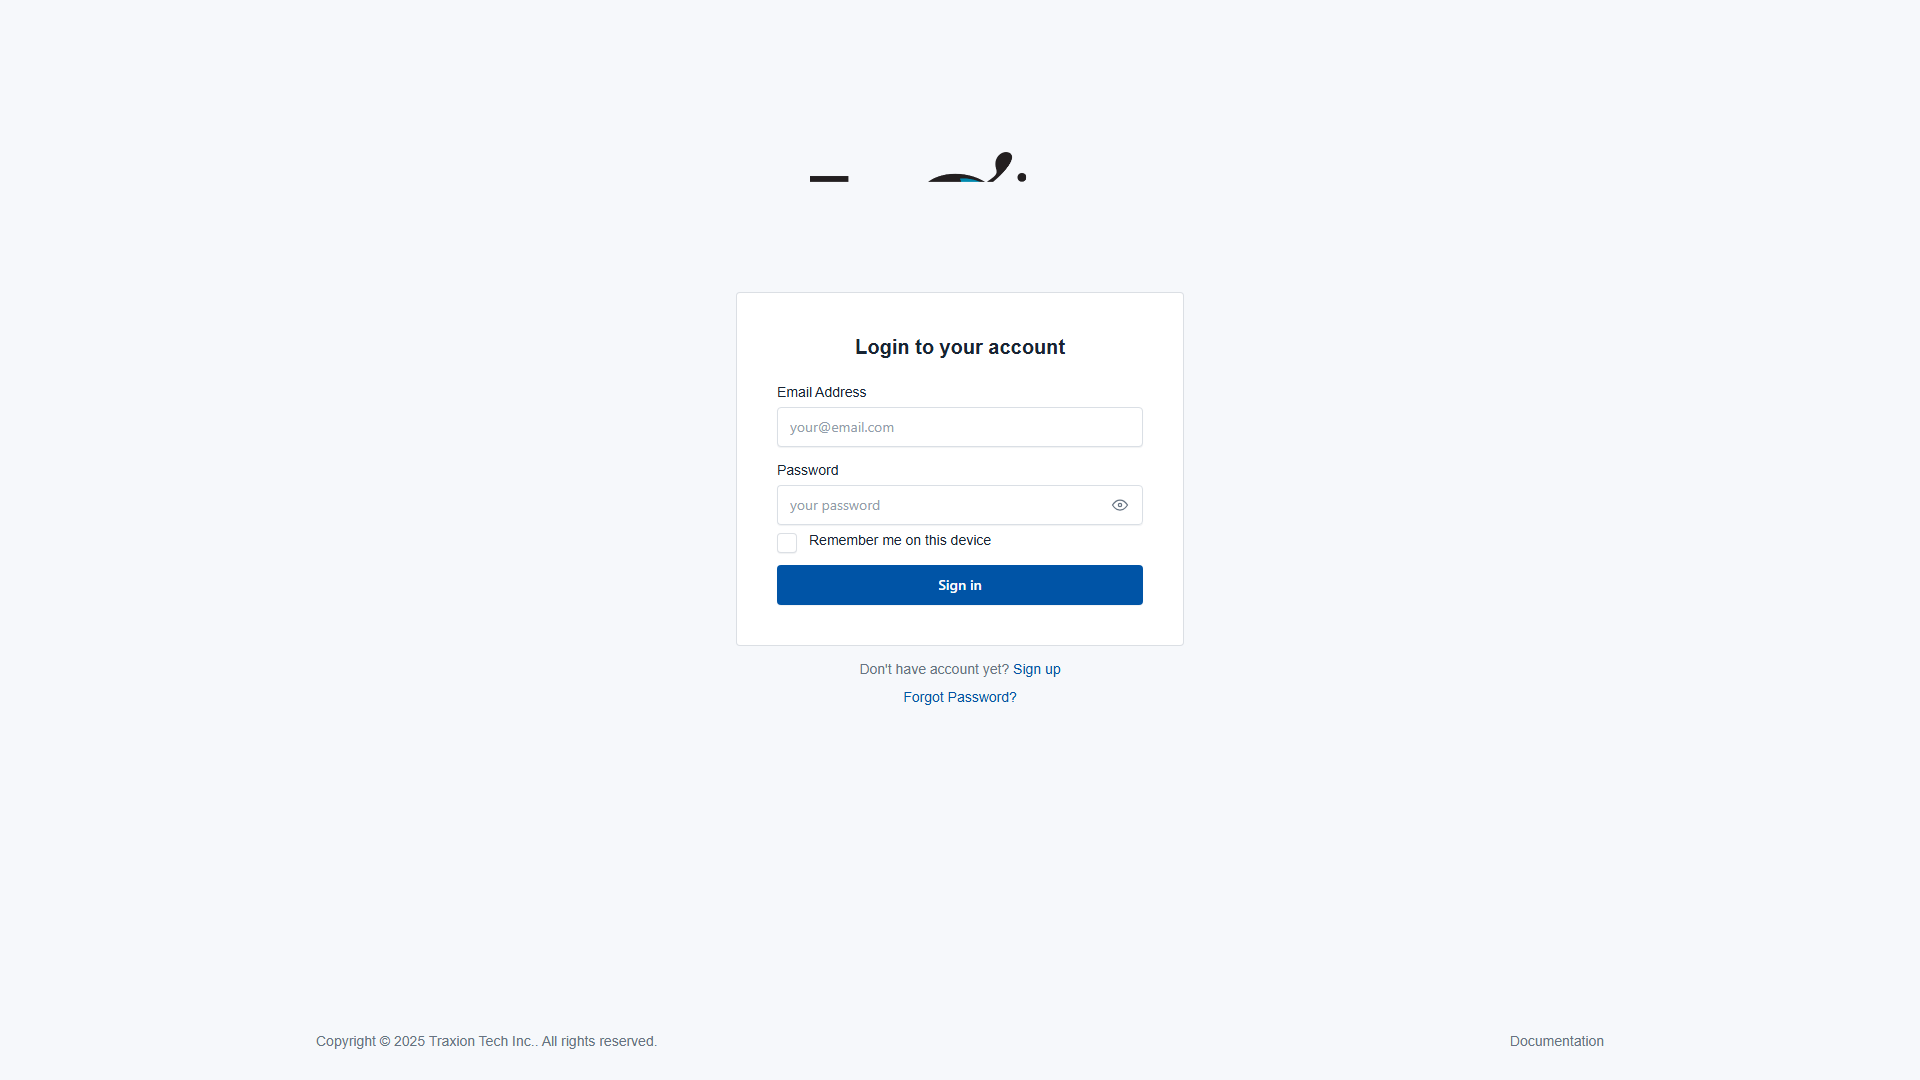 Login to your account
Email Address
your@email.com
Password
your password
Remember me on this device
Sign in
Don't have account yet? Sign up
Forgot Password?
Copyright © 2025 Traxion Tech Inc.. All rights reserved.
Documentation